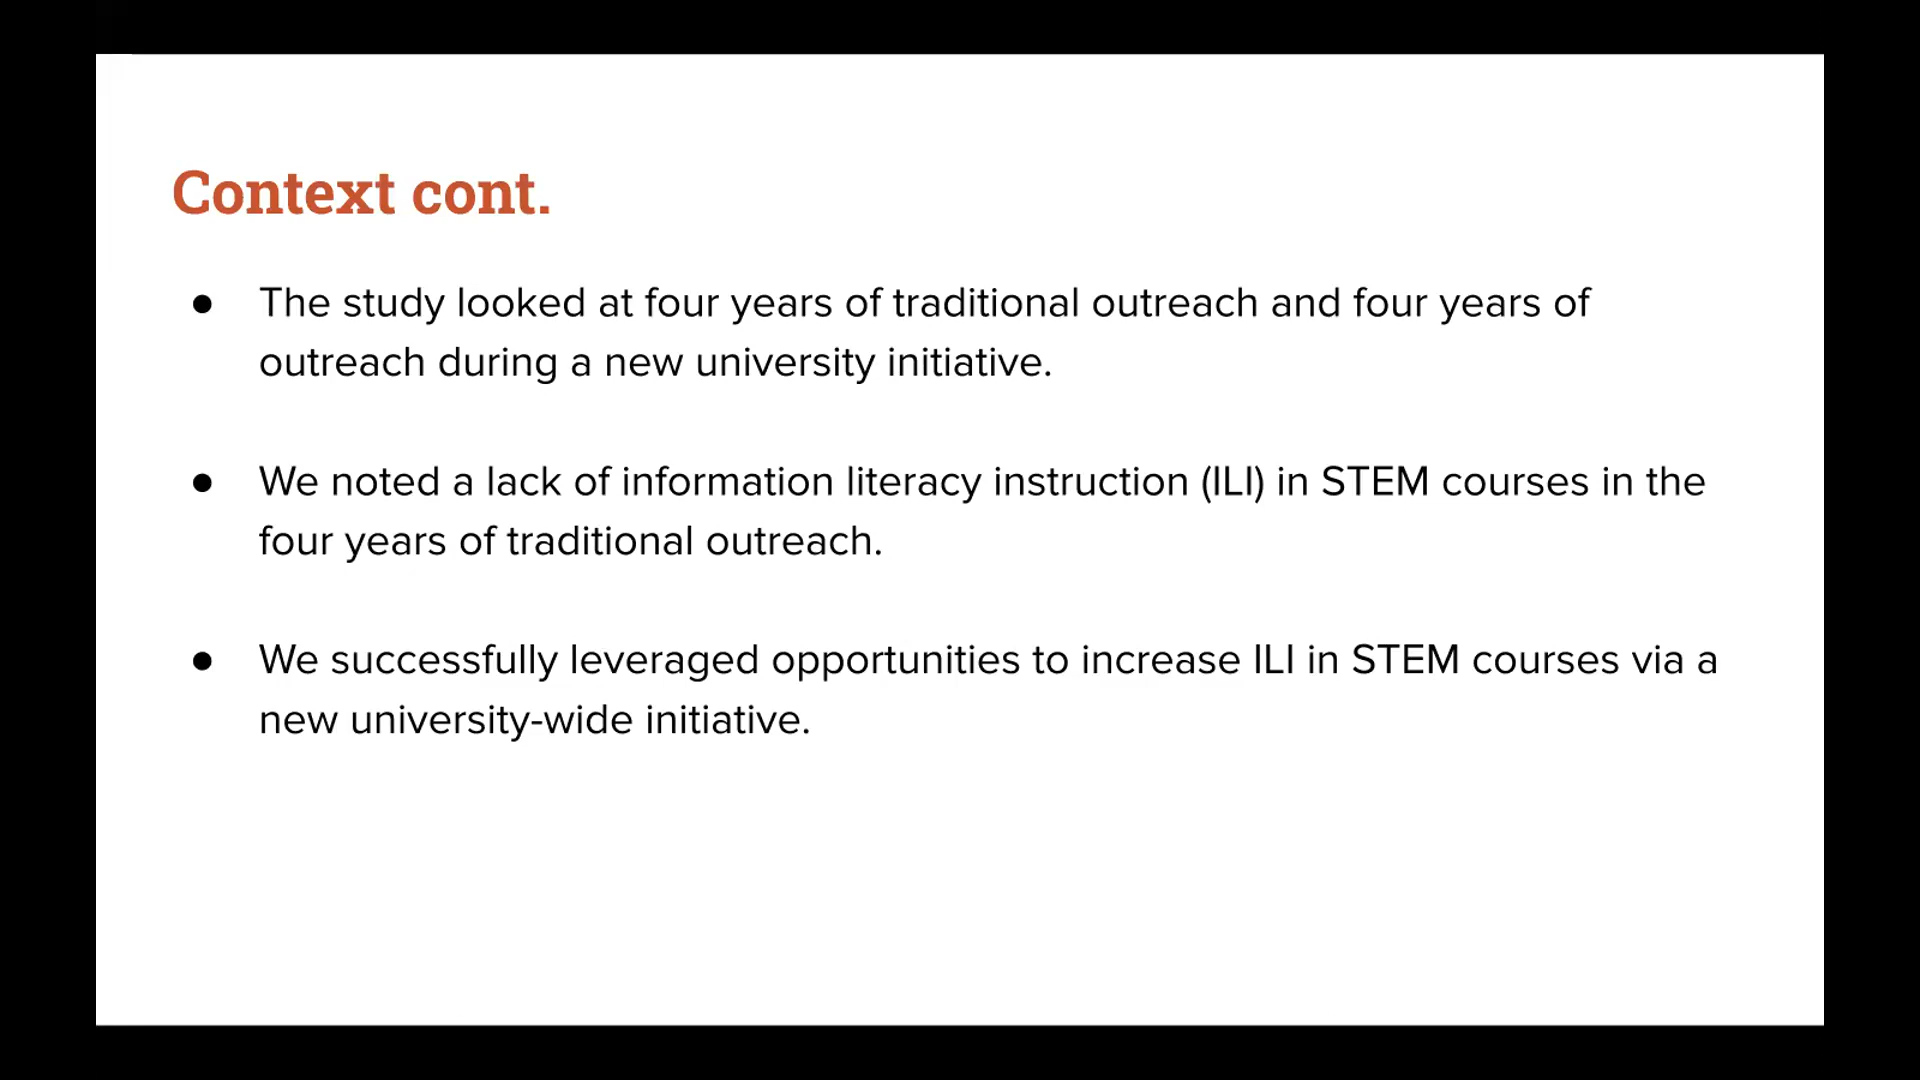 Context cont.
● The study looked at four years of traditional outreach and four years of
outreach during a new university initiative.
● We noted a lack of information literacy instruction (ILI) in STEM courses in the
four years of traditional outreach.
● We successfully leveraged opportunities to increase ILI in STEM courses via a
new university-wide initiative.